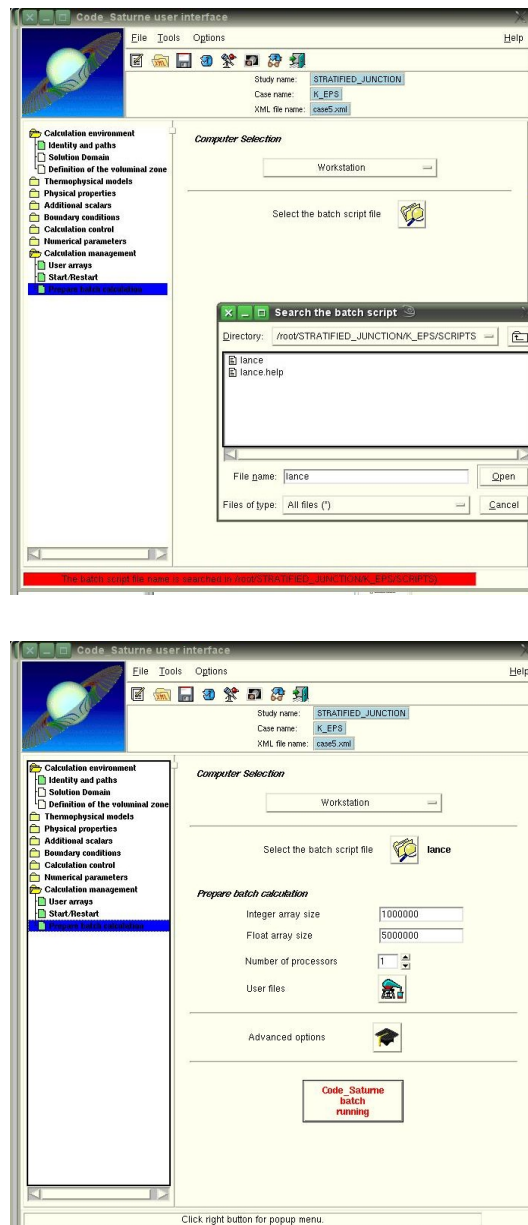 Code_Saturne user interface
File Tools Options Help
Study name: STRATIFIED_JUNCTION
Case name: K_EPS
XML file name: case5.xml
Calculation environment
Identity and paths
Solution Domain
Definition of the voluminal zone
Thermophysical models
Physical properties
Additional scalars
Boundary conditions
Calculation control
Numerical parameters
Calculation management
User arrays
Start/Restart
Prepare batch calculation
Computer Selection
Workstation
Select the batch script file
Search the batch script
Directory: /root/STRATIFIED_JUNCTION/K_EPS/SCRIPTS
lance
lance.help
File name: lance Open
Files of type: All files (*) Cancel
The batch script file name is searched in /root/STRATIFIED_JUNCTION/K_EPS/SCRIPTS)
Code_Saturne user interface
File Tools Options Help
Study name: STRATIFIED_JUNCTION
Case name: K_EPS
XML file name: case5.xml
Calculation environment
Identity and paths
Solution Domain
Definition of the voluminal zone
Thermophysical models
Physical properties
Additional scalars
Boundary conditions
Calculation control
Numerical parameters
Calculation management
User arrays
Start/Restart
Prepare batch calculation
Computer Selection
Workstation
Select the batch script file lance
Prepare batch calculation
Integer array size 1000000
Float array size 5000000
Number of processors 1
User files
Advanced options
Code_Saturne
batch
running
Click right button for popup menu.